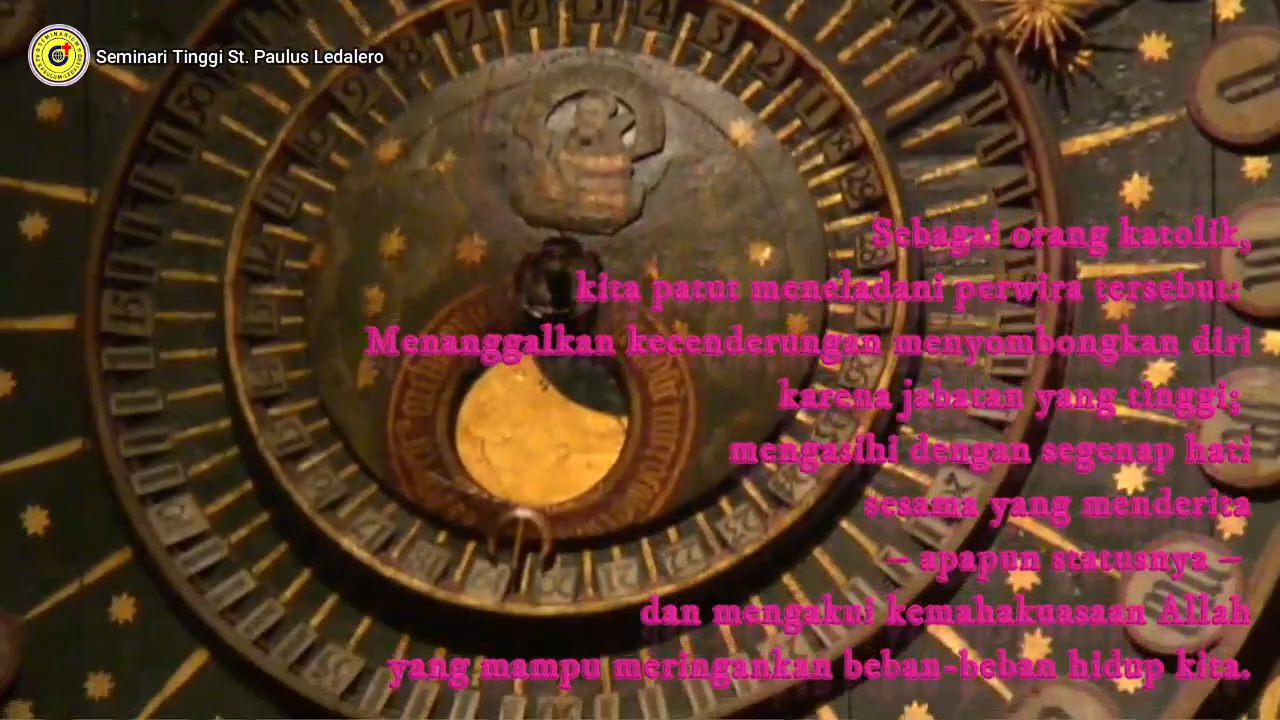 Seminari Tinggi St. Paulus Ledalero
Sebagai orang katolik,
kita patut meneladani perwira tersebut:
Menanggalkan kecenderungan menyombongkan diri
karena jabatan yang tinggi;
mengasihi dengan segenap hati
sesama yang menderita
– apapun statusnya –
dan mengakui kemahakuasaan Allah
yang mampu meringankan beban-beban hidup kita.